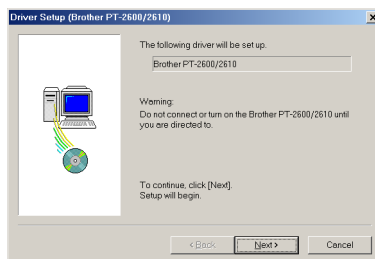 Driver Setup (Brother PT-2600/2610)
The following driver will be set up.
Brother PT-2600/2610
Warning:
Do not connect or turn on the Brother PT-2600/2610 until
you are directed to.
To continue, click [Next].
Setup will begin.
< Back
Next >
Cancel